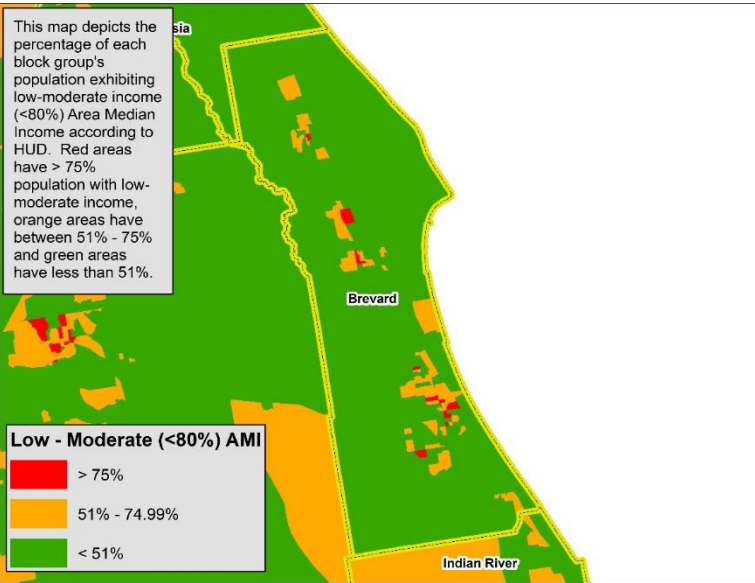 This map depicts the
percentage of each
block group's
population exhibiting
low-moderate income
(<80%) Area Median
Income according to
HUD. Red areas
have > 75%
population with low-
moderate income,
orange areas have
between 51% - 75%
and green areas
have less than 51%.
sia
Brevard
Low - Moderate (<80%) AMI
> 75%
51% - 74.99%
< 51%
Indian River